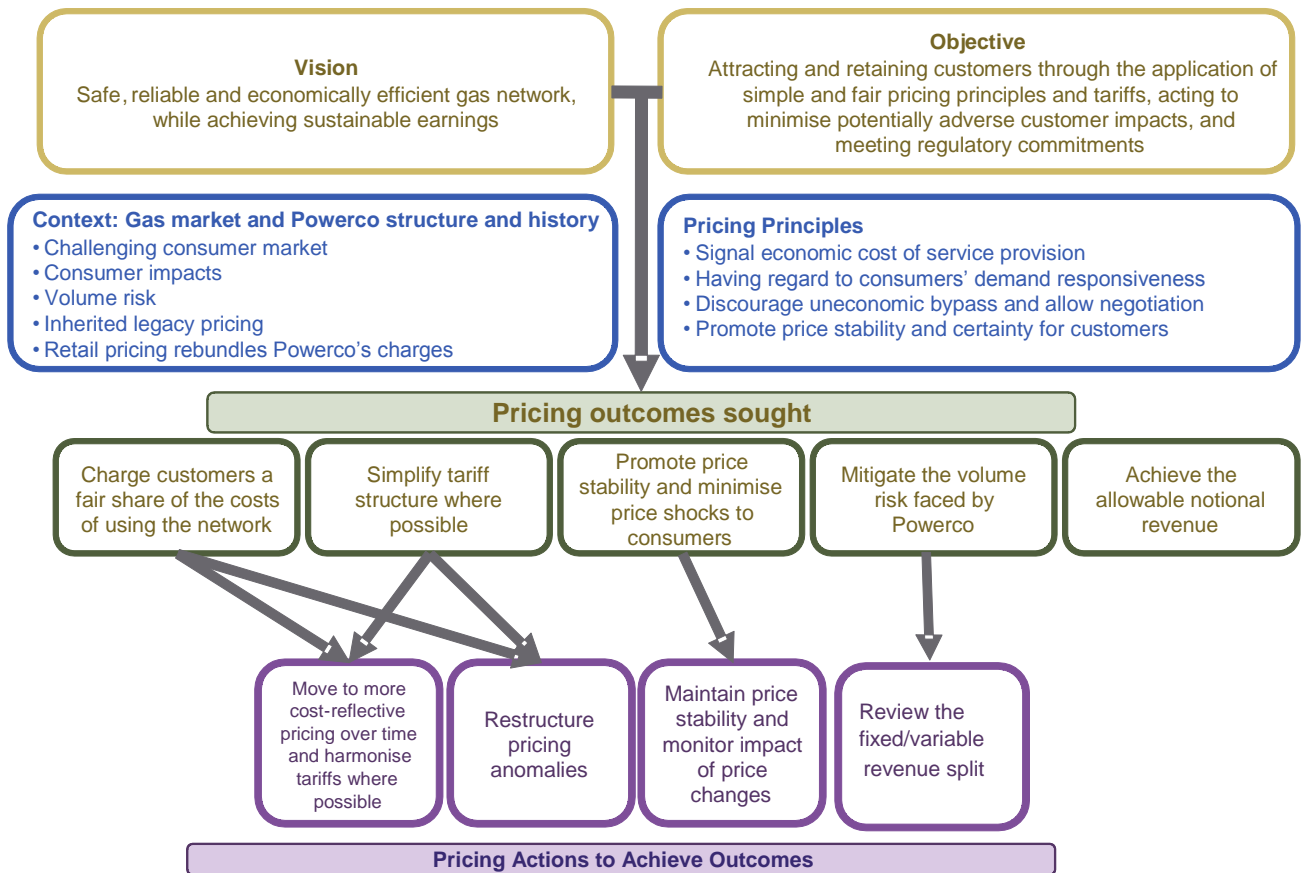 Vision
Safe, reliable and economically efficient gas network,
while achieving sustainable earnings
Objective
Attracting and retaining customers through the application of
simple and fair pricing principles and tariffs, acting to
minimise potentially adverse customer impacts, and
meeting regulatory commitments
Context: Gas market and Powerco structure and history
• Challenging consumer market
• Consumer impacts
• Volume risk
• Inherited legacy pricing
• Retail pricing rebundles Powerco’s charges
Pricing Principles
• Signal economic cost of service provision
• Having regard to consumers’ demand responsiveness
• Discourage uneconomic bypass and allow negotiation
• Promote price stability and certainty for customers
Pricing outcomes sought
Charge customers a
fair share of the costs
of using the network
Simplify tariff
structure where
possible
Promote price
stability and minimise
price shocks to
consumers
Mitigate the volume
risk faced by
Powerco
Achieve the
allowable notional
revenue
Move to more
cost-reflective
pricing over time
and harmonise
tariffs where
possible
Restructure
pricing
anomalies
Maintain price
stability and
monitor impact
of price
changes
Review the
fixed/variable
revenue split
Pricing Actions to Achieve Outcomes